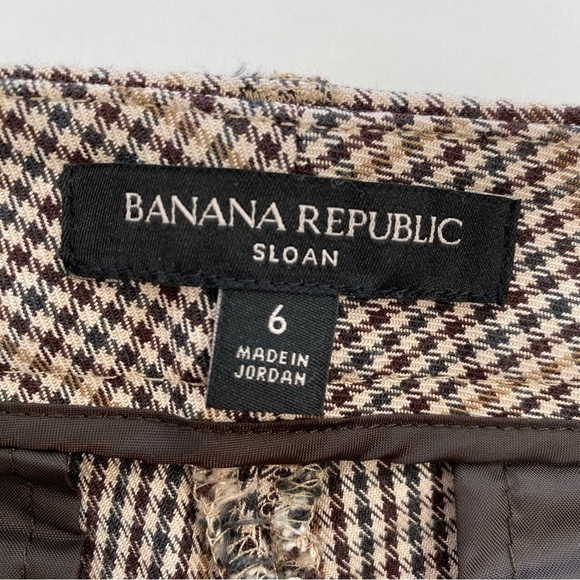 BANANA REPUBLIC
SLOAN
6
MADE IN
JORDAN